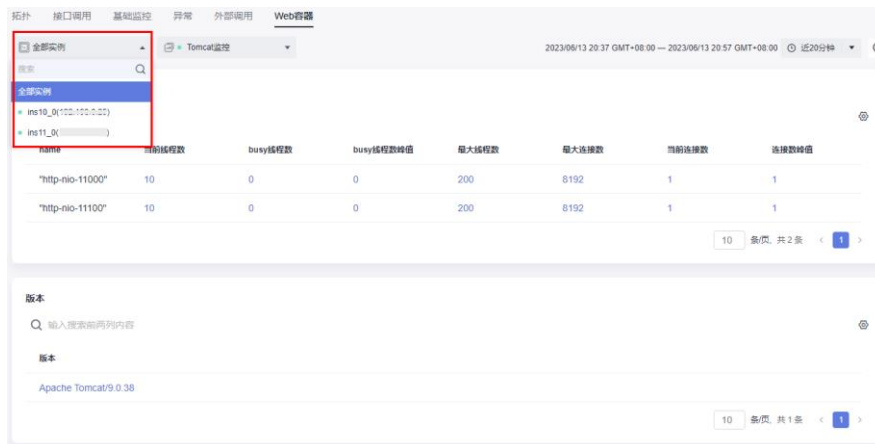 拓扑 接口调用 基础监控 异常 外部调用 Web容器
全部实例 Tomcat监控 2023/06/13 20:37 GMT+08:00 — 2023/06/13 20:57 GMT+08:00 近20分钟
搜索
全部实例
ins10_0(
ins11_0( )
name 当前线程数 busy线程数 busy线程数峰值 最大线程数 最大连接数 当前连接数 连接数峰值
"http-nio-11000" 10 0 0 200 8192 1 1
"http-nio-11100" 10 0 0 200 8192 1 1
10 条/页, 共 2 条 < 1 >
版本
输入搜索前两列内容
版本
Apache Tomcat/9.0.38
10 条/页, 共 1 条 < 1 >